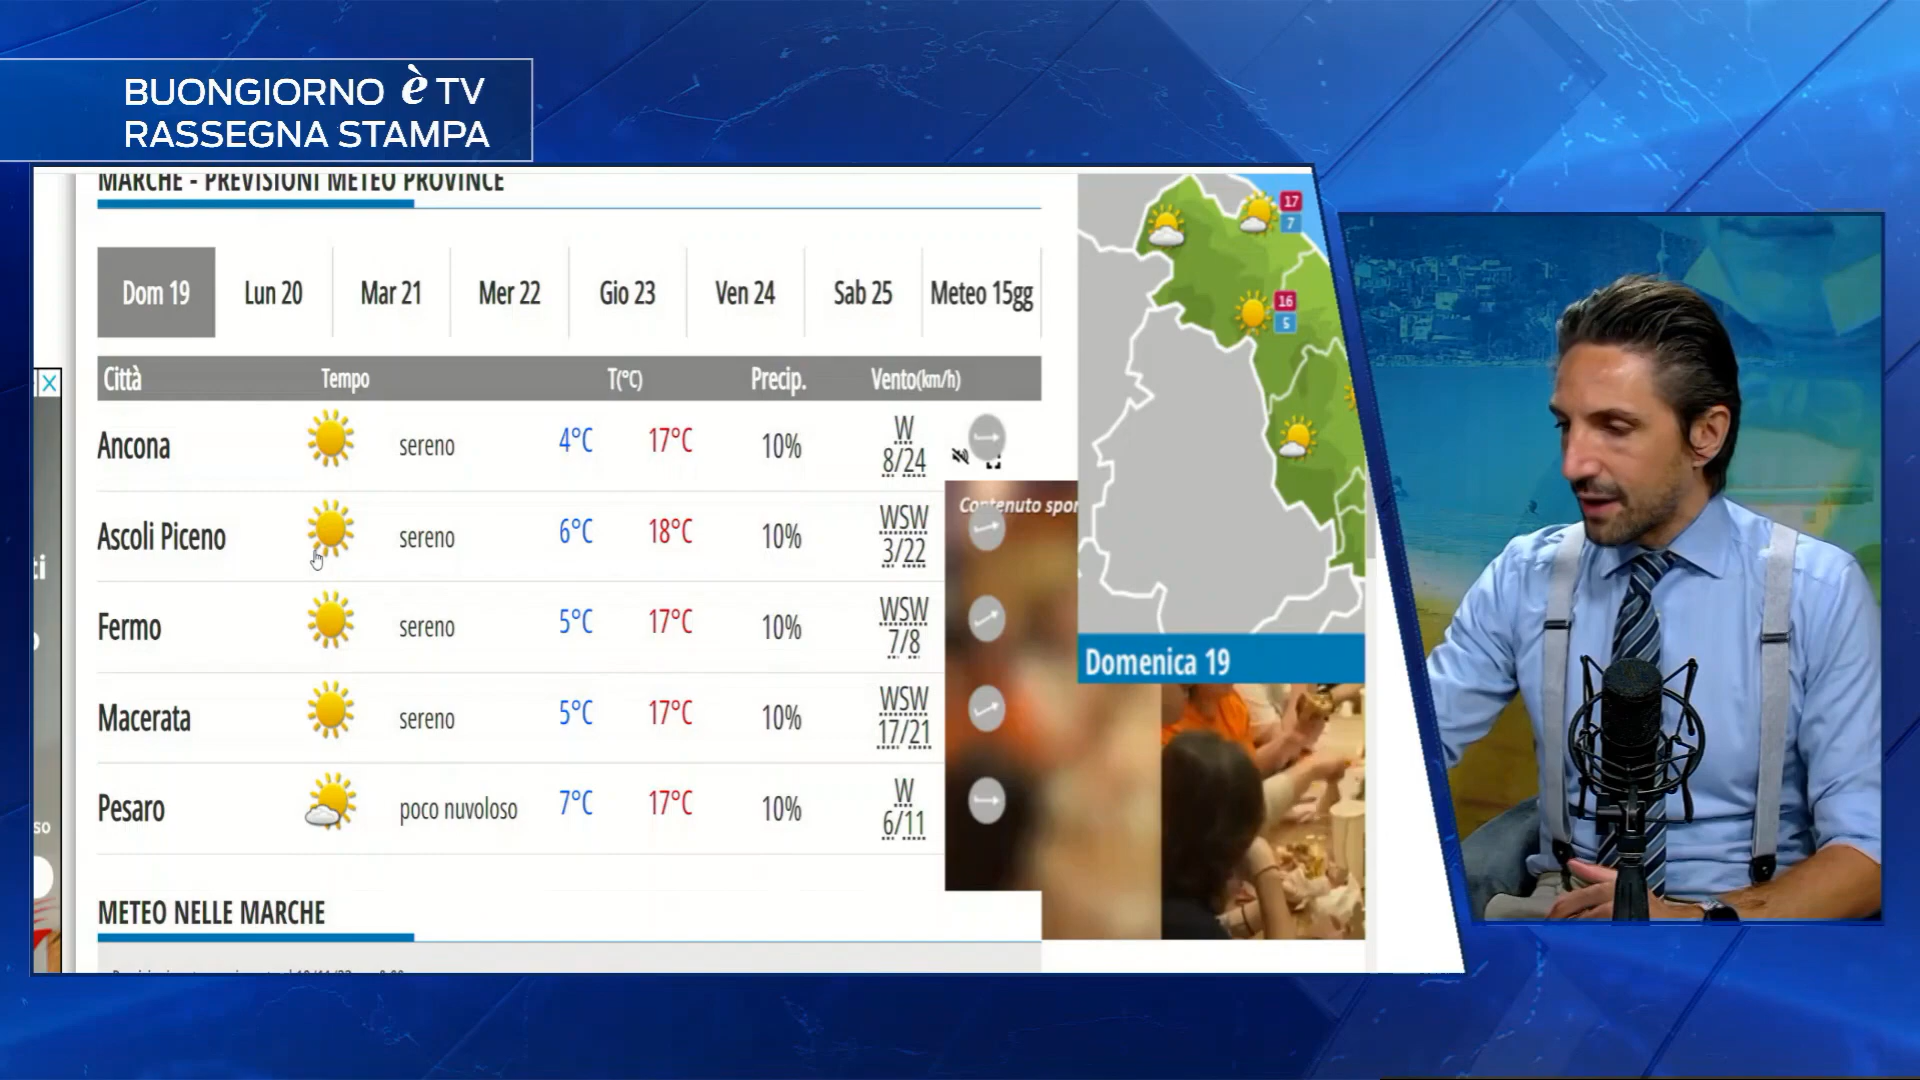 BUONGIORNO è TV
RASSEGNA STAMPA
MARCHE - PREVISIONI METEO PROVINCE
Dom 19 Lun 20 Mar 21 Mer 22 Gio 23 Ven 24 Sab 25 Meteo 15gg
Città Tempo T(°C) Precip. Vento(km/h)
Ancona sereno 4°C 17°C 10% W 8/24
Ascoli Piceno sereno 6°C 18°C 10% WSW 3/22
Fermo sereno 5°C 17°C 10% WSW 7/8
Macerata sereno 5°C 17°C 10% WSW 17/21
Pesaro poco nuvoloso 7°C 17°C 10% W 6/11
METEO NELLE MARCHE
17
7
16
5
Domenica 19
so